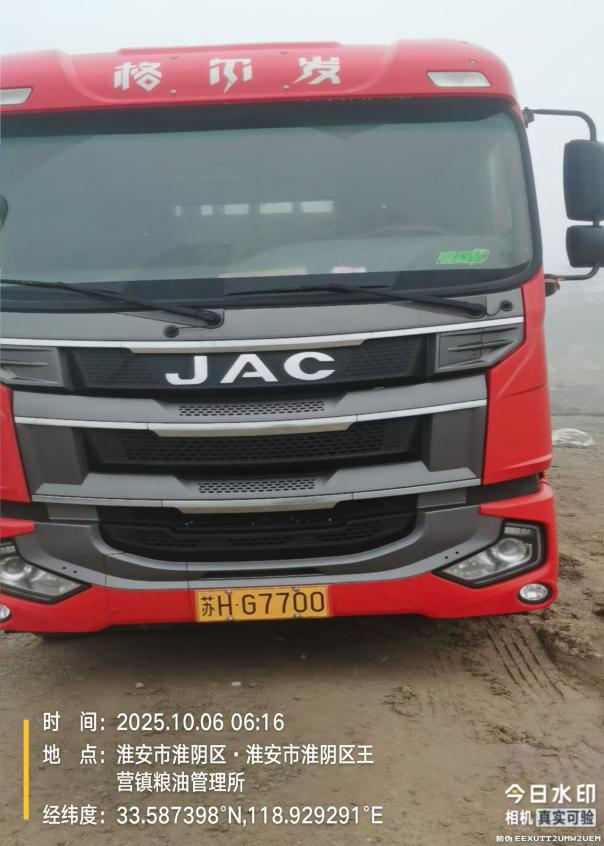 格尔发
JAC
苏H·G7700
时 间：2025.10.06 06:16
地 点：淮安市淮阴区·淮安市淮阴区王
营镇粮油管理所
经纬度：33.587398°N,118.929291°E
今日水印
相机 真实可验
防伪 EEXUTT2UMW2UEM